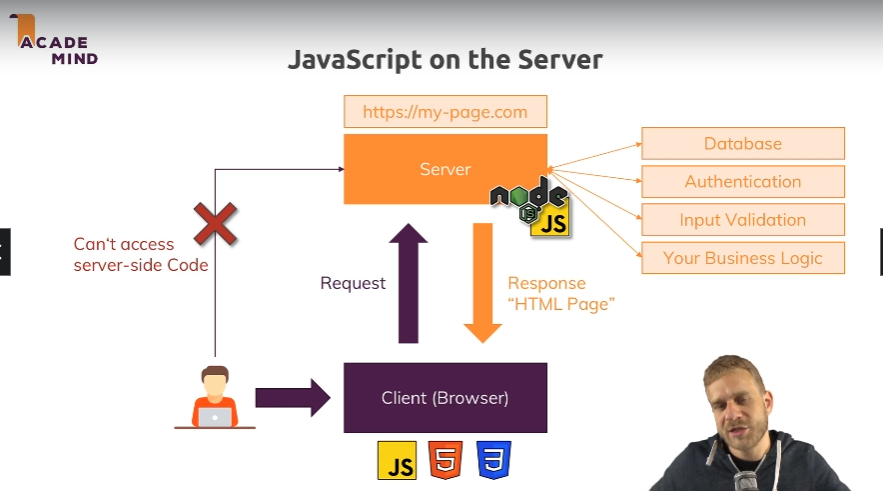 ACADE
MIND
JavaScript on the Server
https://my-page.com
Server
node
JS
JS
Database
Authentication
Input Validation
Your Business Logic
Can't access
server-side Code
Request
Response
“HTML Page”
Client (Browser)
JS
5
3